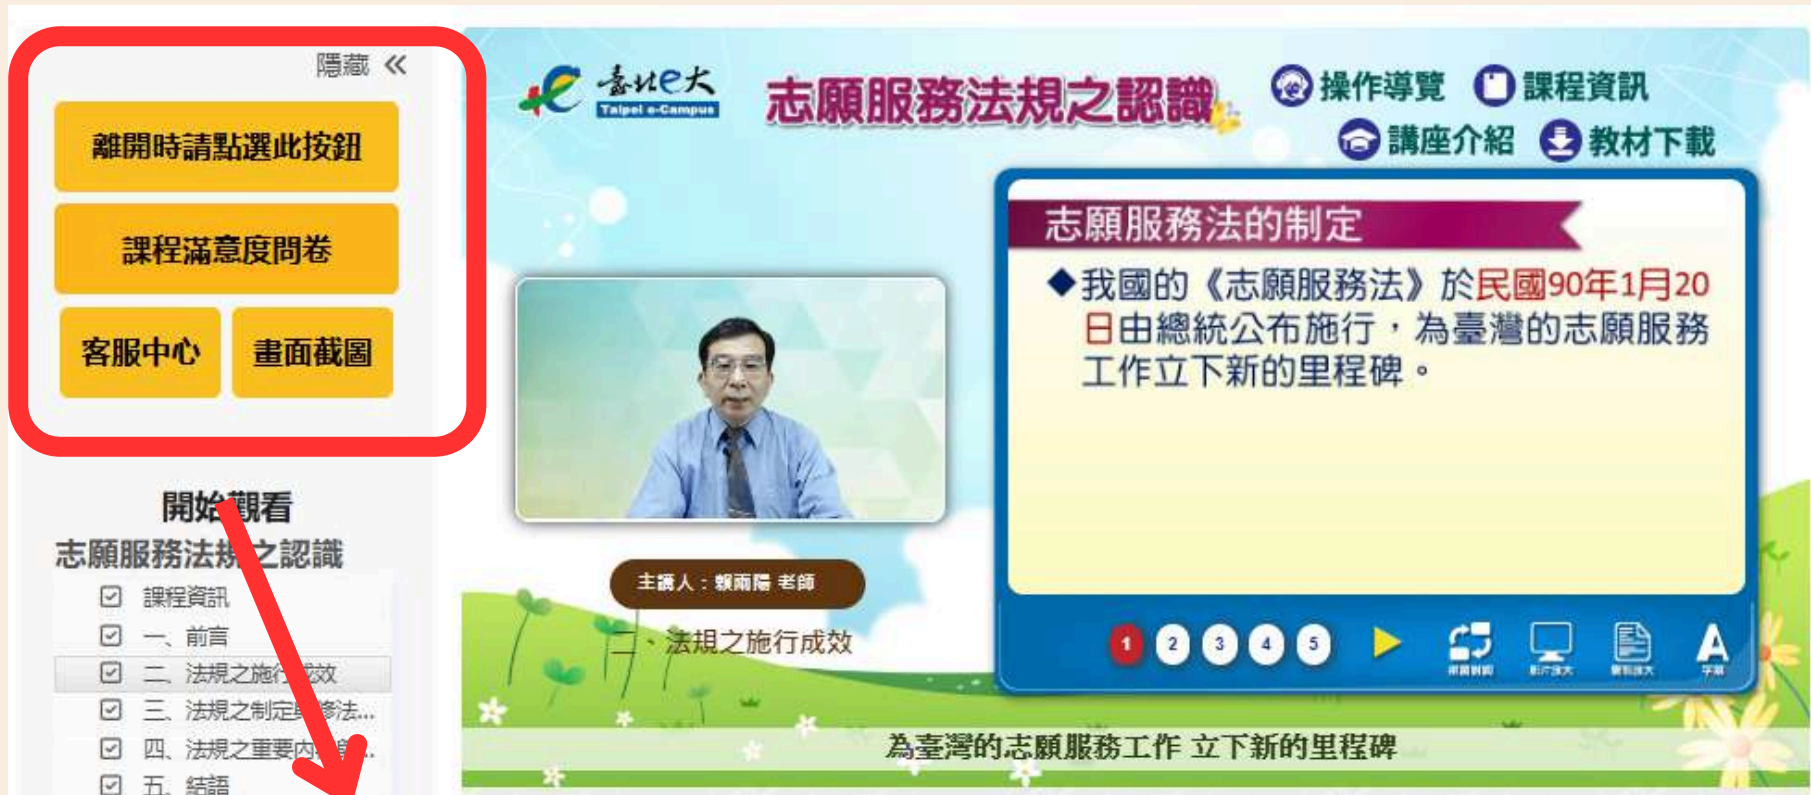 隱藏 «
離開時請點選此按鈕
課程滿意度問卷
客服中心
畫面截圖
開始觀看
志願服務法規之認識
課程資訊
一、前言
二、法規之施行成效
三、法規之制定與修法...
四、法規之重要內...
五、結語
臺北e大
Taipei e-Campus
志願服務法規之認識
操作導覽
課程資訊
講座介紹
教材下載
志願服務法的制定
◆我國的《志願服務法》於民國90年1月20
日由總統公布施行，為臺灣的志願服務
工作立下新的里程碑。
主講人：賴兩陽 老師
二、法規之施行成效
1 2 3 4 5
影片放大
A
字幕
為臺灣的志願服務工作 立下新的里程碑